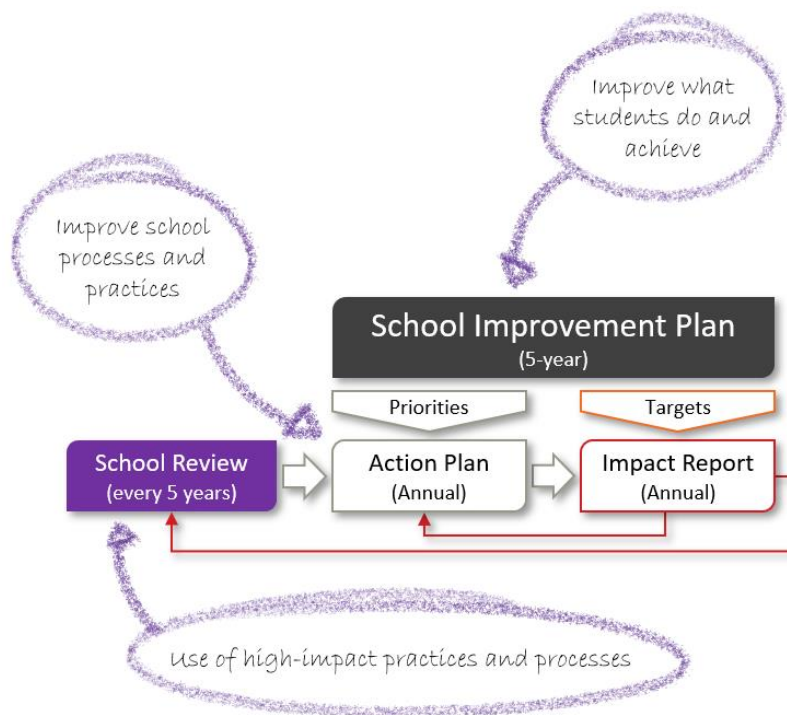 Improve what
students do and
achieve
Improve school
processes and
practices
School Improvement Plan
(5-year)
Priorities
Targets
School Review
(every 5 years)
Action Plan
(Annual)
Impact Report
(Annual)
Use of high-impact practices and processes